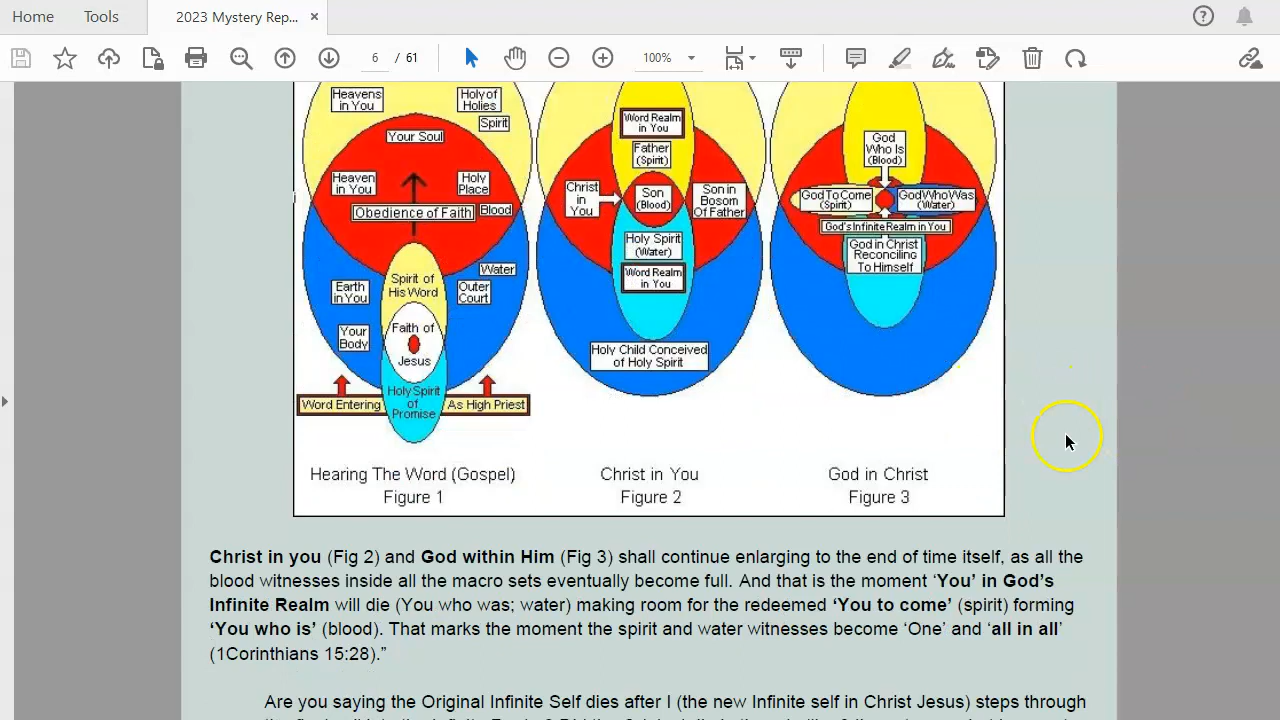 Home
Tools
2023 Mystery Rep...
6 / 61
100%
Heavens
in You
Holy of
Holies
Spirit
Your Soul
Heaven
in You
Holy
Place
Obedience of Faith
Blood
Water
Spirit of
His Word
Earth
in You
Outer
Court
Your
Body
Faith of
Jesus
Holy Spirit
of
Promise
Word Entering
As High Priest
Hearing The Word (Gospel)
Figure 1
Word Realm
in You
Father
(Spirit)
Christ
in
You
Son
(Blood)
Son in
Bosom
Of Father
Holy Spirit
(Water)
Word Realm
in You
Holy Child Conceived
of Holy Spirit
Christ in You
Figure 2
God
Who Is
(Blood)
God To Come
(Spirit)
God Who Was
(Water)
God's Infinite Realm in You
God in Christ
Reconciling
To Himself
God in Christ
Figure 3
Christ in you (Fig 2) and God within Him (Fig 3) shall continue enlarging to the end of time itself, as all the
blood witnesses inside all the macro sets eventually become full. And that is the moment ‘You’ in God’s
Infinite Realm will die (You who was; water) making room for the redeemed ‘You to come’ (spirit) forming
‘You who is’ (blood). That marks the moment the spirit and water witnesses become ‘One’ and ‘all in all’
(1Corinthians 15:28).”
Are you saying the Original Infinite Self dies after I (the new Infinite self in Christ Jesus) steps through